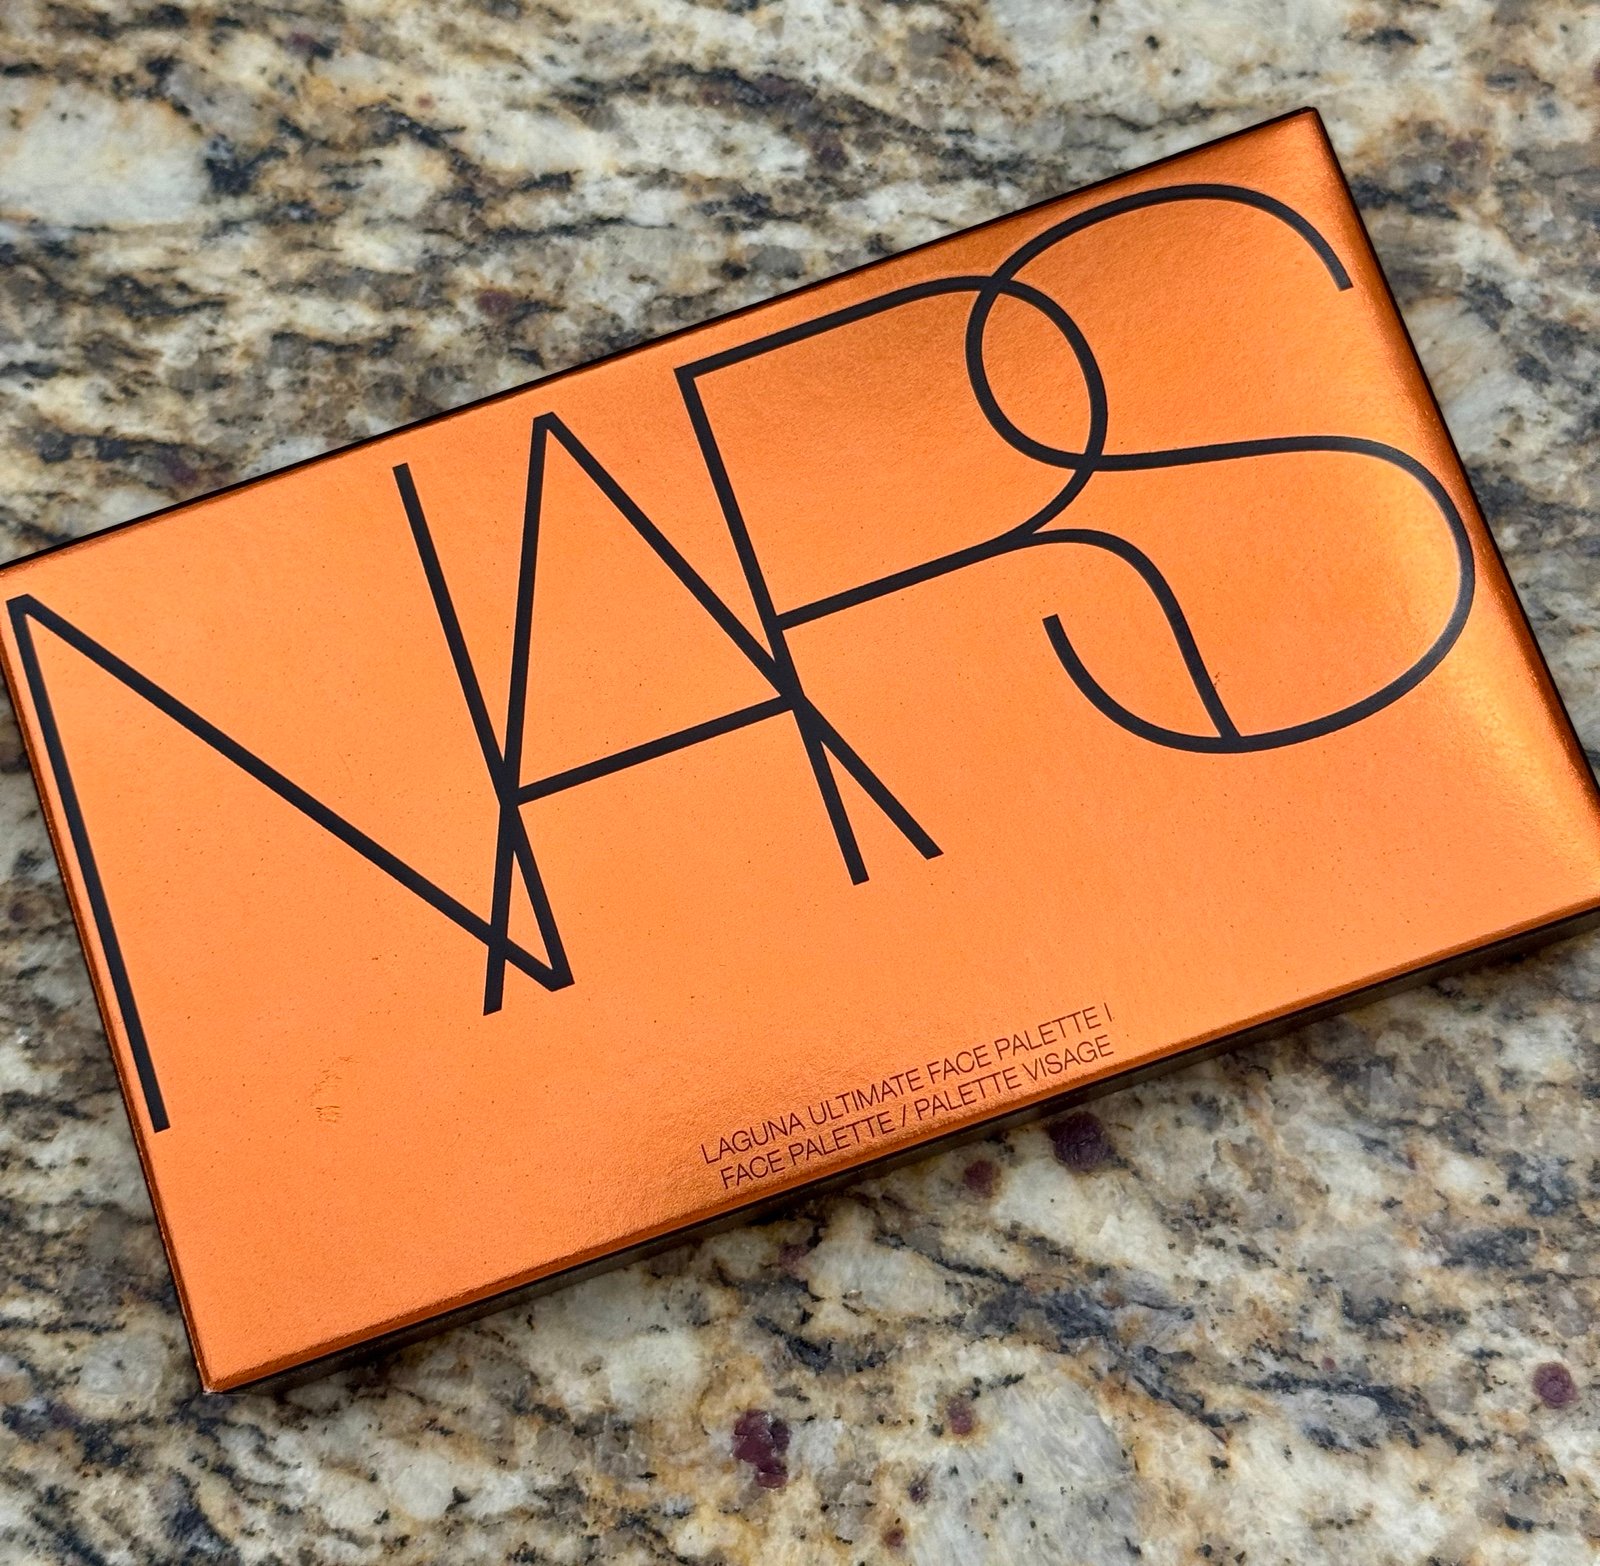 NARS
LAGUNA ULTIMATE FACE PALETTE I
FACE PALETTE / PALETTE VISAGE